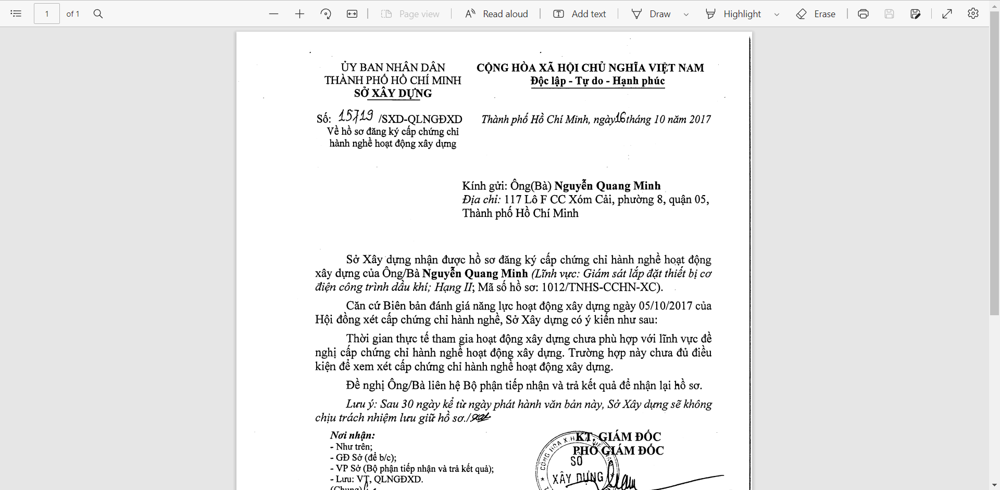 1 of 1 Page view Read aloud Add text Draw Highlight Erase
ỦY BAN NHÂN DÂN
THÀNH PHỐ HỒ CHÍ MINH
SỞ XÂY DỰNG
CỘNG HÒA XÃ HỘI CHỦ NGHĨA VIỆT NAM
Độc lập - Tự do - Hạnh phúc
Số: 15719 /SXD-QLNGĐXD
Về hồ sơ đăng ký cấp chứng chỉ
hành nghề hoạt động xây dựng
Thành phố Hồ Chí Minh, ngày 16 tháng 10 năm 2017
Kính gửi: Ông(Bà) Nguyễn Quang Minh
Địa chỉ: 117 Lô F CC Xóm Cải, phường 8, quận 05,
Thành phố Hồ Chí Minh
Sở Xây dựng nhận được hồ sơ đăng ký cấp chứng chỉ hành nghề hoạt động
xây dựng của Ông/Bà Nguyễn Quang Minh (Lĩnh vực: Giám sát lắp đặt thiết bị cơ
điện công trình dầu khí; Hạng II; Mã số hồ sơ: 1012/TNHS-CCHN-XC).
Căn cứ Biên bản đánh giá năng lực hoạt động xây dựng ngày 05/10/2017 của
Hội đồng xét cấp chứng chỉ hành nghề, Sở Xây dựng có ý kiến như sau:
Thời gian thực tế tham gia hoạt động xây dựng chưa phù hợp với lĩnh vực đề
nghị cấp chứng chỉ hành nghề hoạt động xây dựng. Trường hợp này chưa đủ điều
kiện để xem xét cấp chứng chỉ hành nghề hoạt động xây dựng.
Đề nghị Ông/Bà liên hệ Bộ phận tiếp nhận và trả kết quả để nhận lại hồ sơ.
Lưu ý: Sau 30 ngày kể từ ngày phát hành văn bản này, Sở Xây dựng sẽ không
chịu trách nhiệm lưu giữ hồ sơ./.
Nơi nhận:
- Như trên;
- GĐ Sở (để b/c);
- VP Sở (Bộ phận tiếp nhận và trả kết quả);
- Lưu: VT, QLNGĐXD.
(Chung)
KT. GIÁM ĐỐC
PHÓ GIÁM ĐỐC
SỞ
XÂY DỰNG